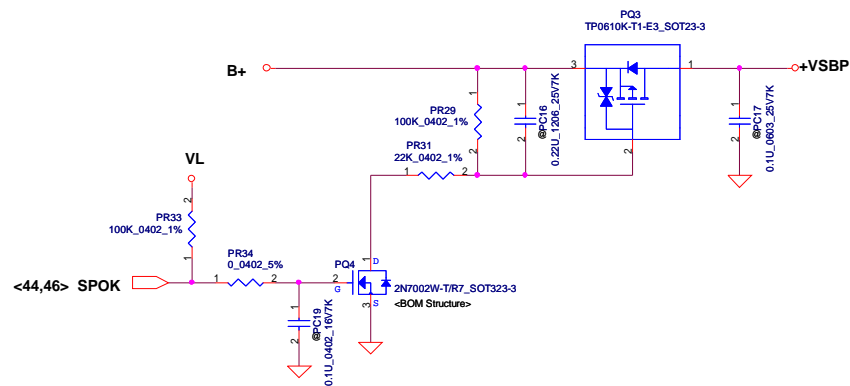 PQ3
TP0610K-T1-E3_SOT23-3
B+
3
1
+VSBP
1
PR29
100K_0402_1%
2
1
2
@PC16
0.22U_1206_25V7K
2
1
2
@PC17
0.1U_0603_25V7K
PR31
22K_0402_1%
1
2
VL
2
PR33
100K_0402_1%
1
PR34
0_0402_5%
<44,46> SPOK
1
2
PQ4
2
G
1
D
S
3
2N7002W-T/R7_SOT323-3
<BOM Structure>
1
2
@PC19
0.1U_0402_16V7K